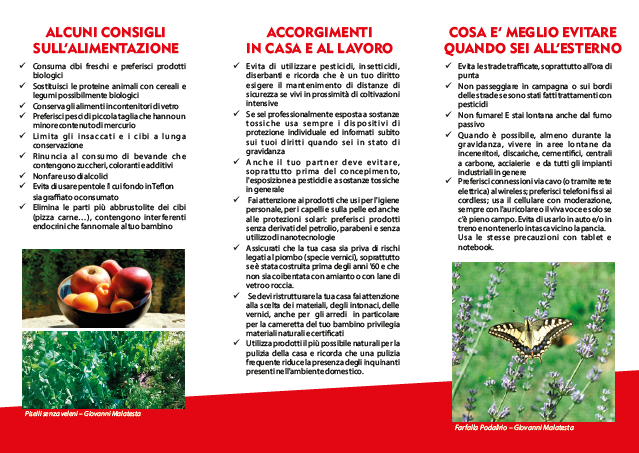 ALCUNI CONSIGLI
SULL'ALIMENTAZIONE
Consuma cibi freschi e preferisci prodotti
biologici
Sostituisci le proteine animali con cereali e
legumi possibilmente biologici
Conserva gli alimenti in contenitori di vetro
Preferisci pesci di piccola taglia che hanno un
minore contenuto di mercurio
Limita gli insaccati e i cibi a lunga
conservazione
Rinuncia al consumo di bevande che
contengono zuccheri, coloranti e additivi
Non fare uso di alcolici
Evita di usare pentole il cui fondo in Teflon
sia graffiato o consumato
Elimina le parti più abbrustolite dei cibi
(pizza carne…), contengono interferenti
endocrini che fanno male al tuo bambino
Piselli senza veleni – Giovanni Malatesta
ACCORGIMENTI
IN CASA E AL LAVORO
Evita di utilizzare pesticidi, insetticidi,
diserbanti e ricorda che è un tuo diritto
esigere il mantenimento di distanze di
sicurezza se vivi in prossimità di coltivazioni
intensive
Se sei professionalmente esposta a sostanze
tossiche usa sempre i dispositivi di
protezione individuale ed informati subito
sui tuoi diritti quando sei in stato di
gravidanza
Anche il tuo partner deve evitare,
soprattutto prima del concepimento,
l'esposizione a pesticidi e a sostanze tossiche
in generale
Fai attenzione ai prodotti che usi per l'igiene
personale, per i capelli e sulla pelle ed anche
alle protezioni solari: preferisci prodotti
senza derivati del petrolio, parabeni e senza
utilizzo di nanotecnologie
Assicurati che la tua casa sia priva di rischi
legati al piombo (specie vernici), soprattutto
se è stata costruita prima degli anni '60 e che
non sia coibentata con amianto o con lane di
vetro o roccia.
Se devi ristrutturare la tua casa fai attenzione
alla scelta dei materiali, degli intonaci, delle
vernici, anche per gli arredi in particolare
per la cameretta del tuo bambino privilegia
materiali naturali e certificati
Utilizza prodotti il più possibile naturali per la
pulizia della casa e ricorda che una pulizia
frequente riduce la presenza degli inquinanti
presenti nell'ambiente domestico.
COSA E' MEGLIO EVITARE
QUANDO SEI ALL'ESTERNO
Evita le strade trafficate, soprattutto all'ora di
punta
Non passeggiare in campagna o sui bordi
delle strade se sono stati fatti trattamenti con
pesticidi
Non fumare! E stai lontana anche dal fumo
passivo
Quando è possibile, almeno durante la
gravidanza, vivere in aree lontane da
inceneritori, discariche, cementifici, centrali
a carbone, acciaierie e da tutti gli impianti
industriali in genere
Preferisci connessioni via cavo (o tramite rete
elettrica) al wireless; preferisci telefoni fissi ai
cordless; usa il cellulare con moderazione,
sempre con l'auricolare o il viva voce e solo se
c'è pieno campo. Evita di usarlo in auto e/o in
treno e non tenerlo in tasca vicino la pancia.
Usa le stesse precauzioni con tablet e
notebook.
Farfalla Podalirio – Giovanni Malatesta